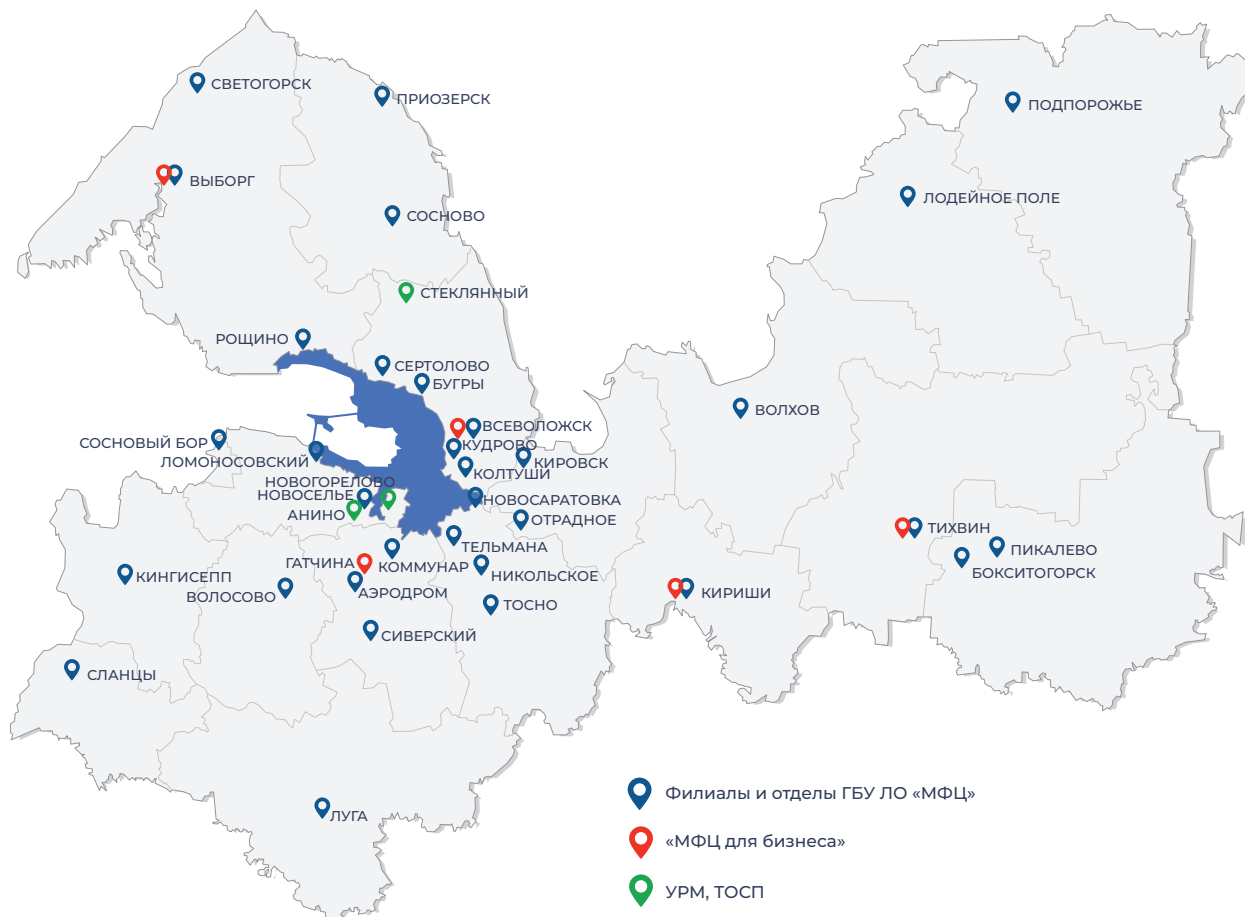 СВЕТОГОРСК
ПРИОЗЕРСК
ПОДПОРОЖЬЕ
ВЫБОРГ
ЛОДЕЙНОЕ ПОЛЕ
СОСНОВО
СТЕКЛЯННЫЙ
РОЩИНО
СЕРТОЛОВО
БУГРЫ
ВОЛХОВ
ВСЕВОЛОЖСК
СОСНОВЫЙ БОР
КУДРОВО
ЛОМОНОСОВСКИЙ
КИРОВСК
КОЛТУШИ
НОВОГОРЕЛОВО
НОВОСЕЛЬЕ
НОВОСАРАТОВКА
АНИНО
ОТРАДНОЕ
ТИХВИН
ТЕЛЬМАНА
ПИКАЛЕВО
ГАТЧИНА
КОММУНАР
БОКСИТОГОРСК
КИНГИСЕПП
НИКОЛЬСКОЕ
АЭРОДРОМ
КИРИШИ
ВОЛОСОВО
ТОСНО
СИВЕРСКИЙ
СЛАНЦЫ
ЛУГА
Филиалы и отделы ГБУ ЛО «МФЦ»
«МФЦ для бизнеса»
УРМ, ТОСП